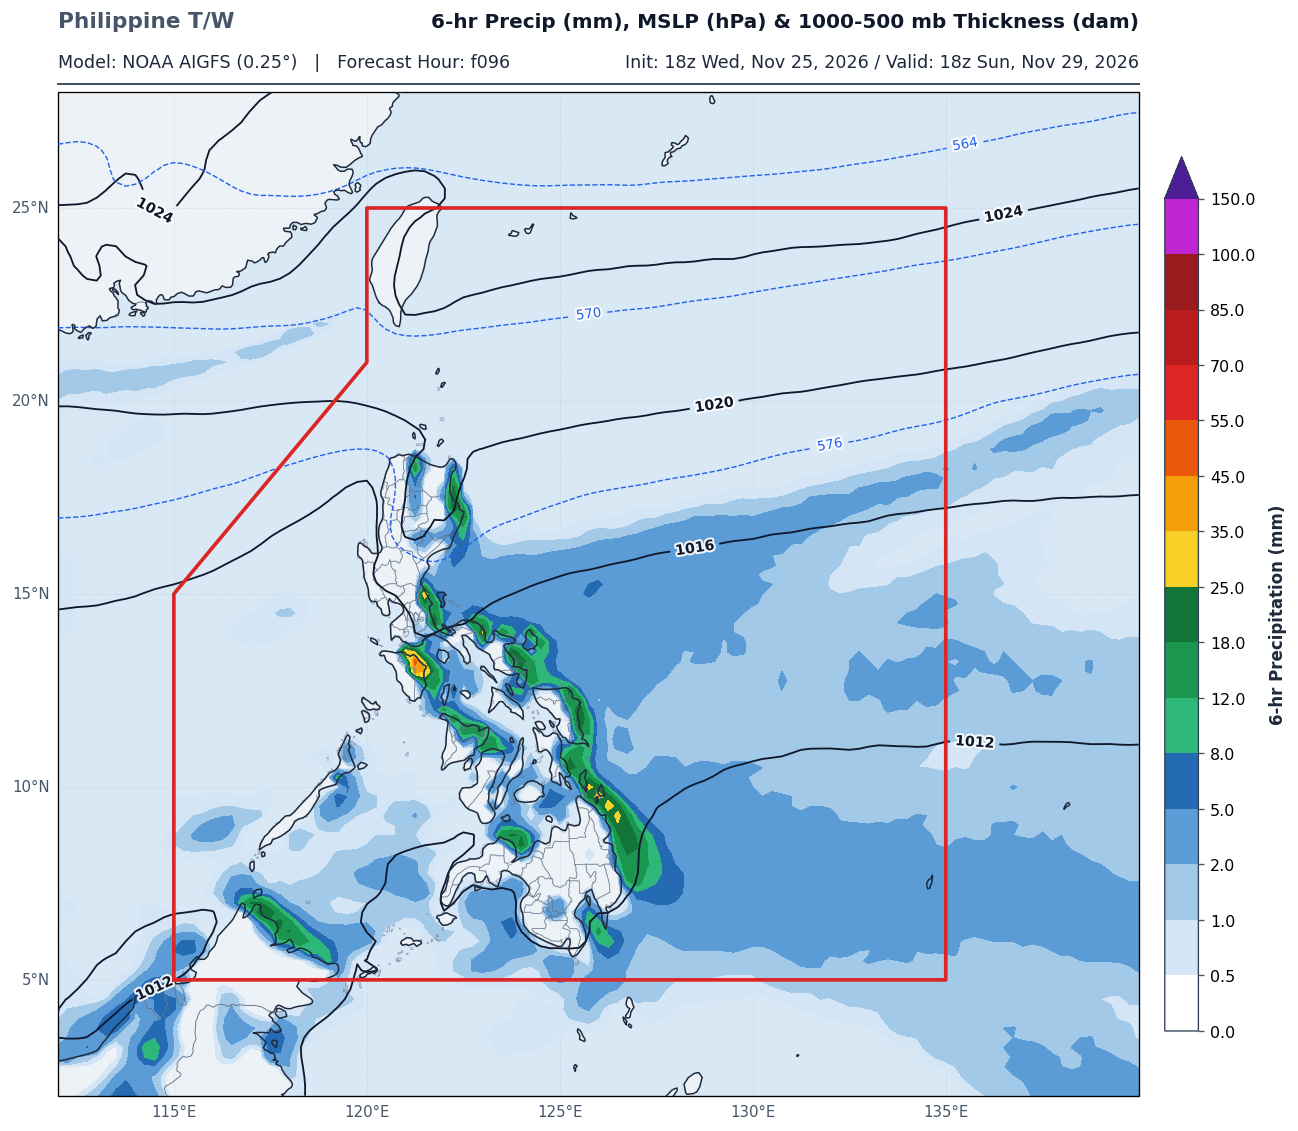 Philippine T/W
6-hr Precip (mm), MSLP (hPa) & 1000-500 mb Thickness (dam)
Model: NOAA AIGFS (0.25°) | Forecast Hour: f096
Init: 18z Wed, Nov 25, 2026 / Valid: 18z Sun, Nov 29, 2026
564
1024
1024
25°N
570
20°N
1020
576
1016
15°N
1012
10°N
1012
5°N
115°E
120°E
125°E
130°E
135°E
150.0
100.0
85.0
70.0
55.0
45.0
35.0
25.0
18.0
12.0
8.0
5.0
2.0
1.0
0.5
0.0
6-hr Precipitation (mm)